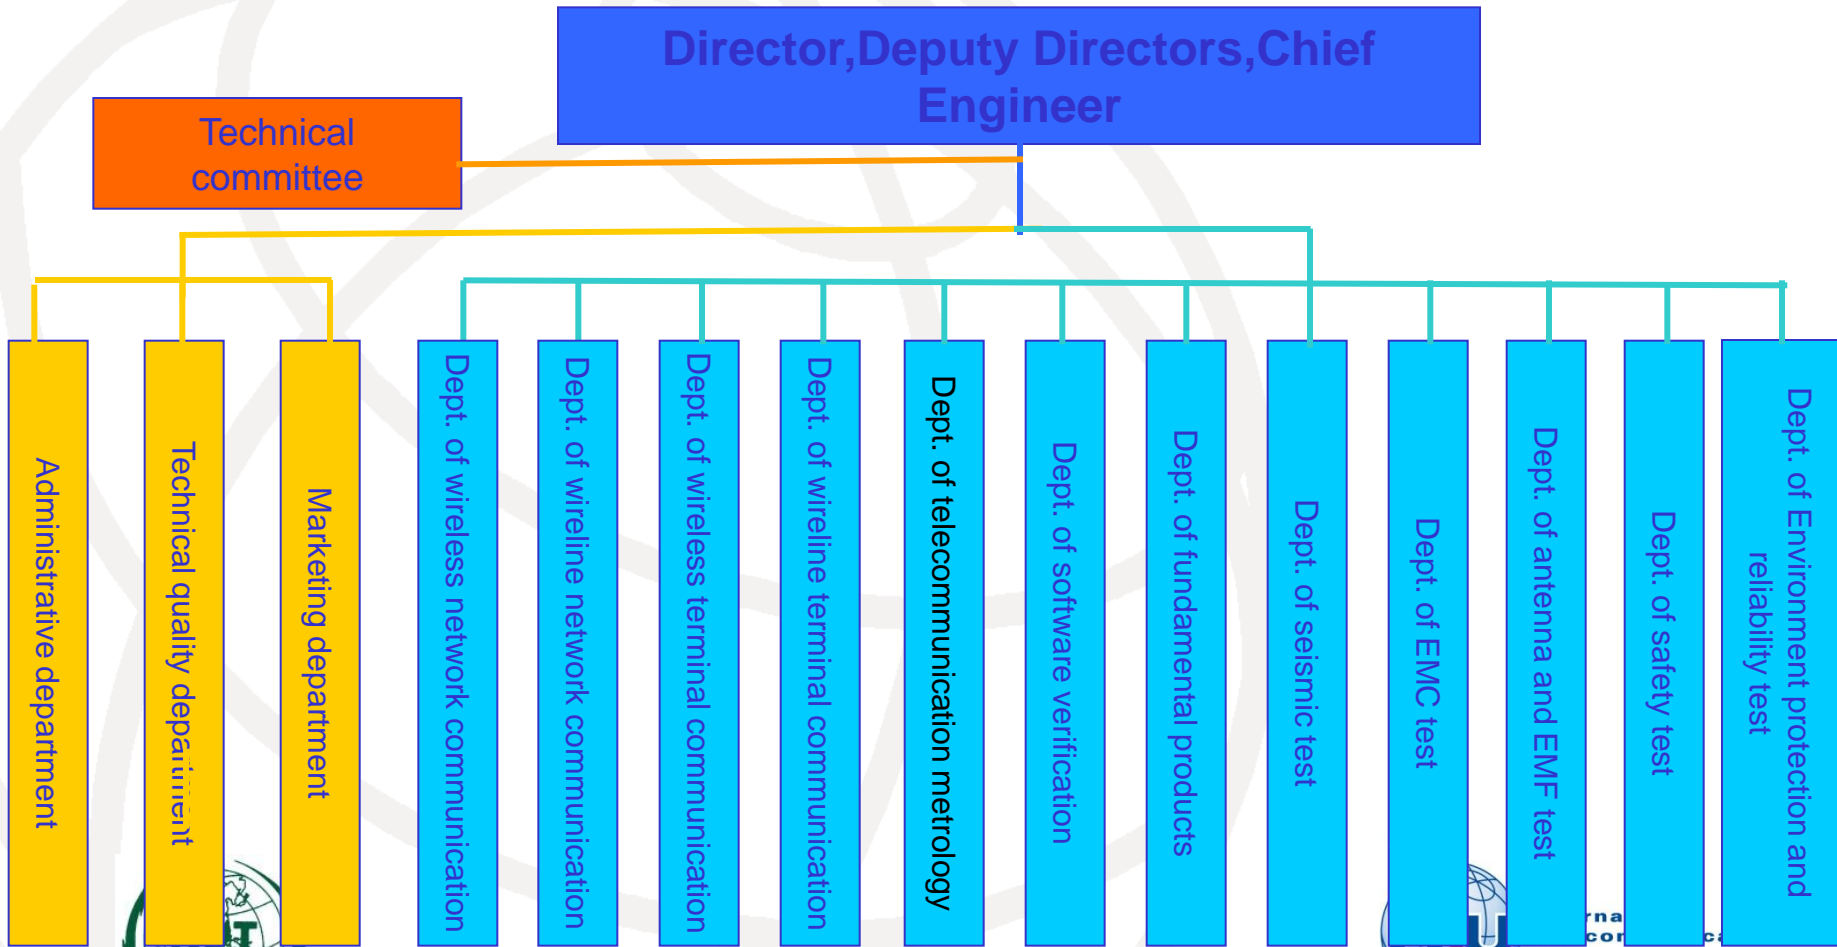 Director,Deputy Directors,Chief
Engineer
Technical
committee
Administrative department
Technical quality department
Marketing department
Dept. of wireless network communication
Dept. of wireline network communication
Dept. of wireless terminal communication
Dept. of wireline terminal communication
Dept. of telecommunication metrology
Dept. of software verification
Dept. of fundamental products
Dept. of seismic test
Dept. of EMC test
Dept. of antenna and EMF test
Dept. of safety test
Dept. of Environment protection and
reliability test